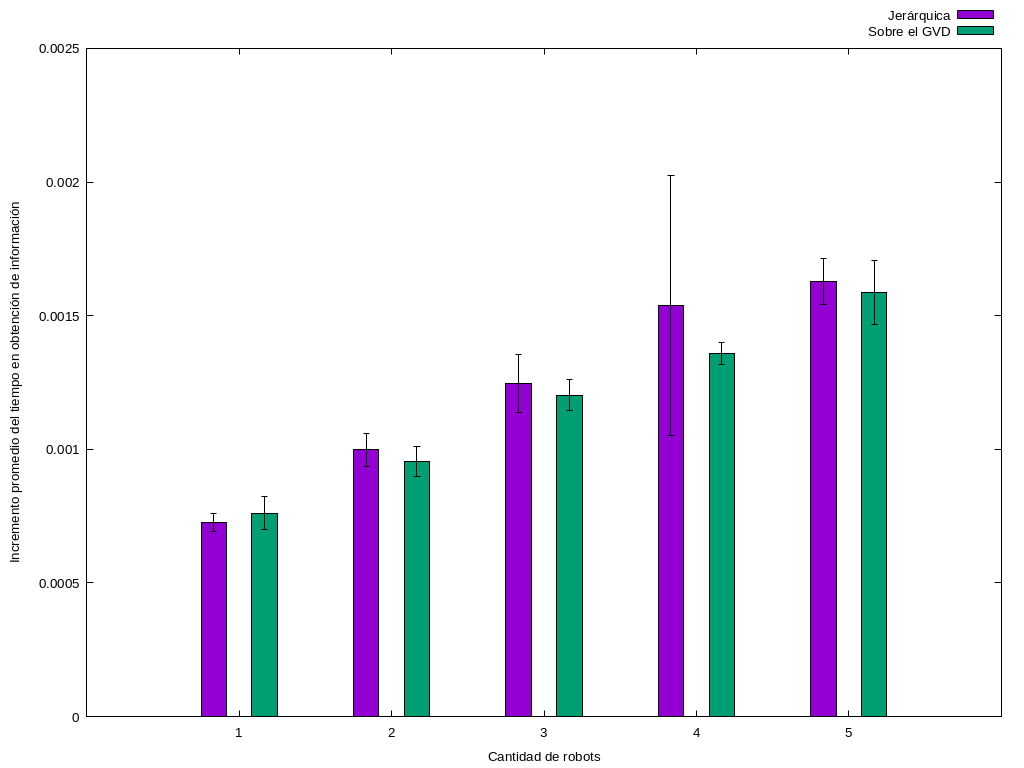 Jerárquica
Sobre el GVD
0.0025
0.002
0.0015
0.001
0.0005
0
Incremento promedio del tiempo en obtención de información
1 2 3 4 5
Cantidad de robots